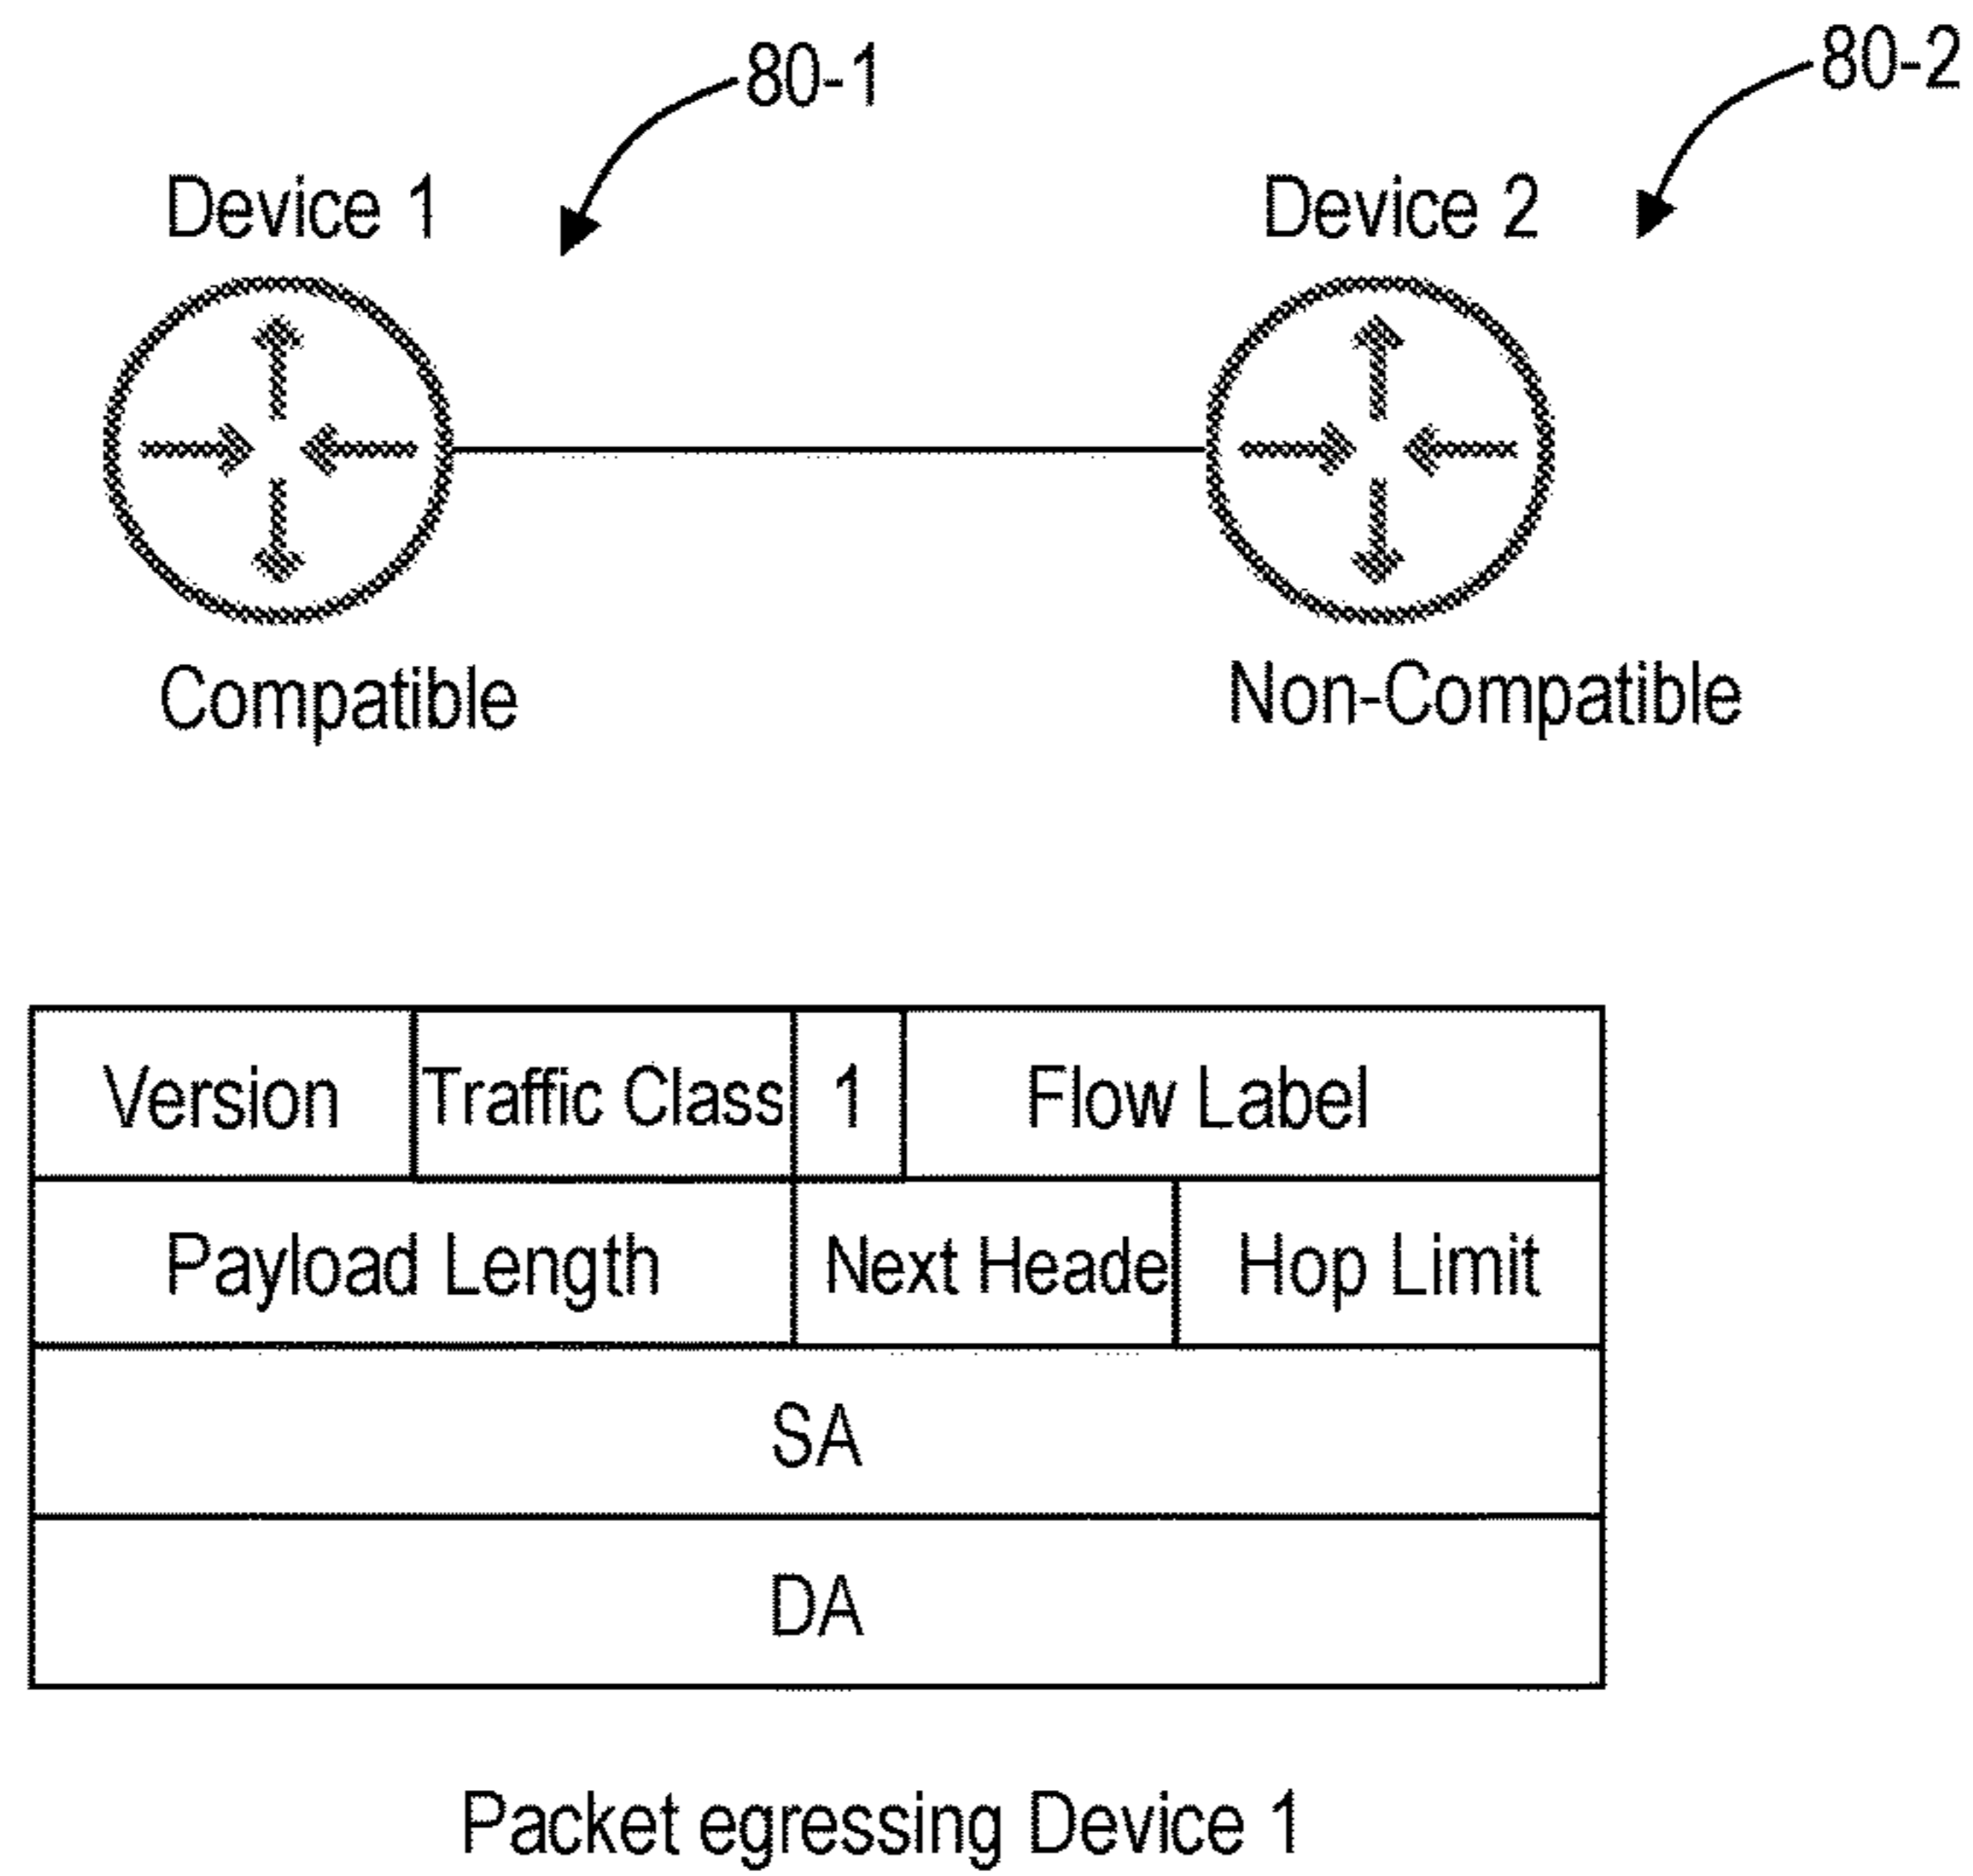 80-1
80-2
Device 1
Device 2
Compatible
Non-Compatible
Version Traffic Class 1 Flow Label
Payload Length Next Heade Hop Limit
SA
DA
Packet egressing Device 1